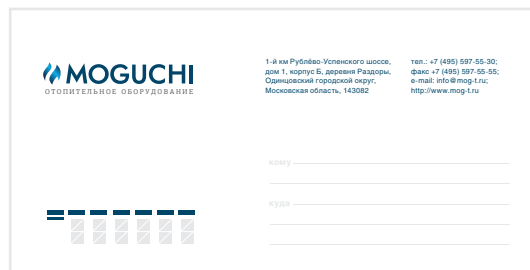 MOGUCHI
ОТОПИТЕЛЬНОЕ ОБОРУДОВАНИЕ
1-й км Рублёво-Успенского шоссе,
дом 1, корпус Б, деревня Раздоры,
Одинцовский городской округ,
Московская область, 143082
тел.: +7 (495) 597-55-30;
факс +7 (495) 597-55-55;
e-mail: info@mog-t.ru;
http://www.mog-t.ru
кому
куда